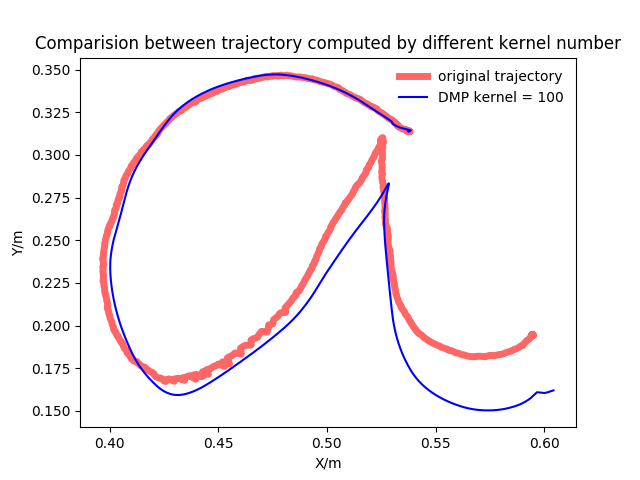 Comparision between trajectory computed by different kernel number
original trajectory
DMP kernel = 100
0.350
0.325
0.300
0.275
0.250
0.225
0.200
0.175
0.150
Y/m
0.40 0.45 0.50 0.55 0.60
X/m